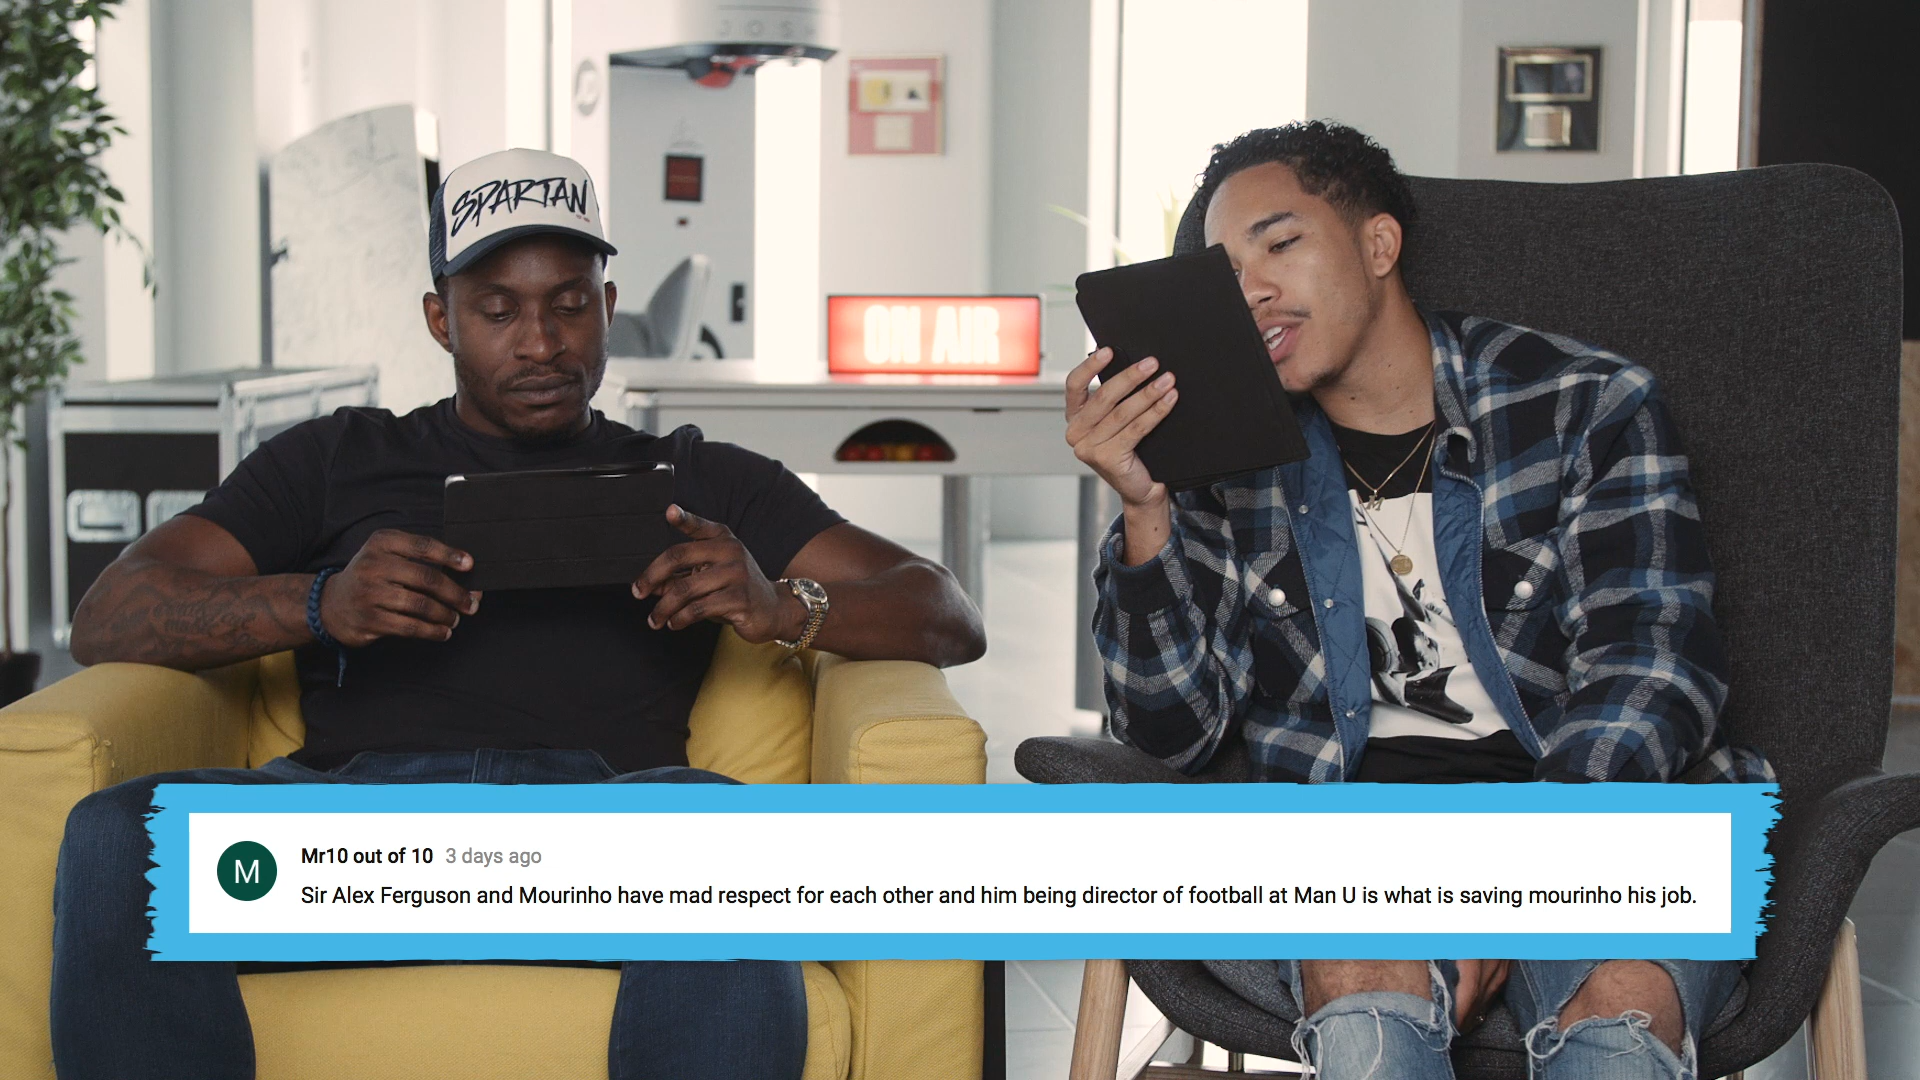 JOSH
SPARTAN
ON AIR
M
Mr10 out of 10 3 days ago
Sir Alex Ferguson and Mourinho have mad respect for each other and him being director of football at Man U is what is saving mourinho his job.